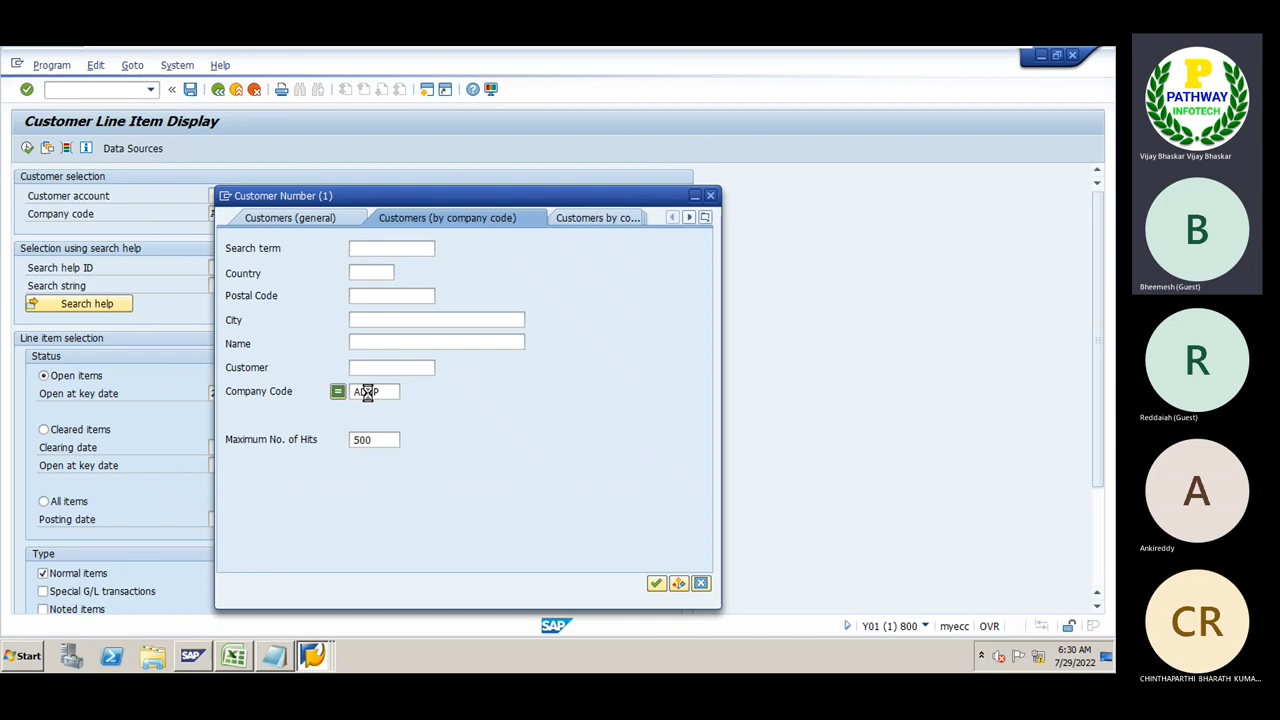 Program Edit Goto System Help
Customer Line Item Display
Data Sources
Customer selection
Customer account
Company code
Selection using search help
Search help ID
Search string
Search help
Line item selection
Status
Open items
Open at key date
Cleared items
Clearing date
Open at key date
All items
Posting date
Type
Normal items
Special G/L transactions
Noted items
Customer Number (1)
Customers (general) Customers (by company code) Customers by co...
Search term
Country
Postal Code
City
Name
Customer
Company Code
Maximum No. of Hits 500
SAP
Y01 (1) 800 myecc OVR
Start
SAP
6:30 AM
7/29/2022
P
PATHWAY
INFOTECH
Vijay Bhaskar Vijay Bhaskar
B
Bheemesh (Guest)
R
Reddaiah (Guest)
A
Ankireddy
CR
CHINTHAPARTHI BHARATH KUMA...